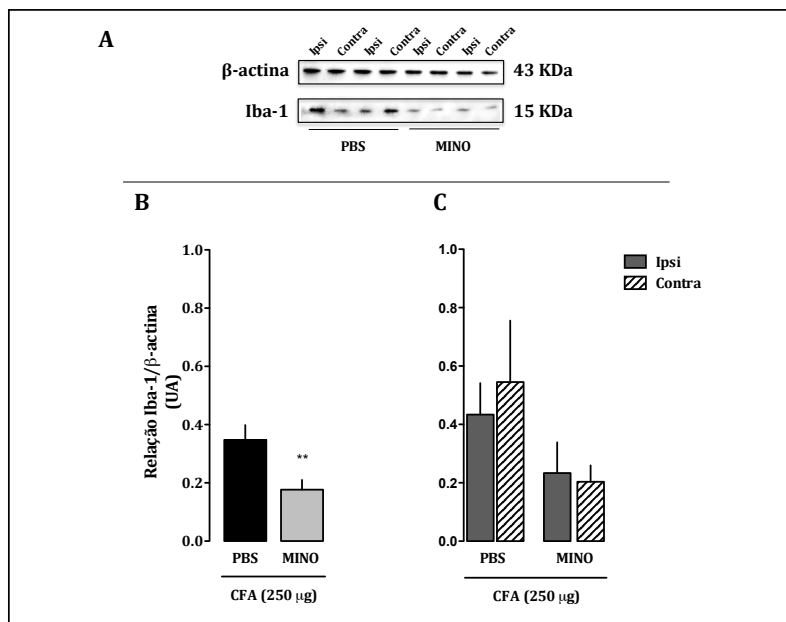 A
Ipsi Contra Ipsi Contra Ipsi Contra Ipsi Contra
β-actina 43 KDa
Iba-1 15 KDa
PBS MINO
B
Relação Iba-1/β-actina
(UA)
1.0
0.8
0.6
0.4
0.2
0.0
**
PBS MINO
CFA (250 μg)
C
1.0
0.8
0.6
0.4
0.2
0.0
Ipsi
Contra
PBS MINO
CFA (250 μg)